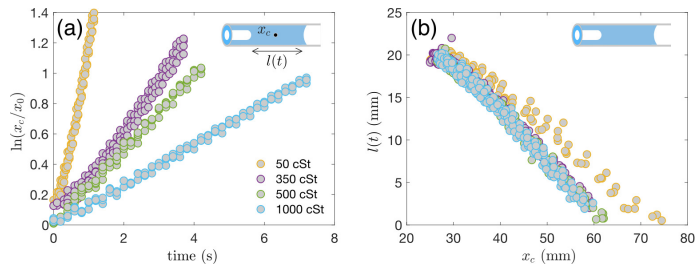 (a)
x_c
l(t)
ln(x_c/x_0)
1.4
1.2
1
0.8
0.6
0.4
0.2
0
50 cSt
350 cSt
500 cSt
1000 cSt
0 2 4 6 8
time (s)
(b)
l(t) (mm)
25
20
15
10
5
0
20 30 40 50 60 70 80
x_c (mm)